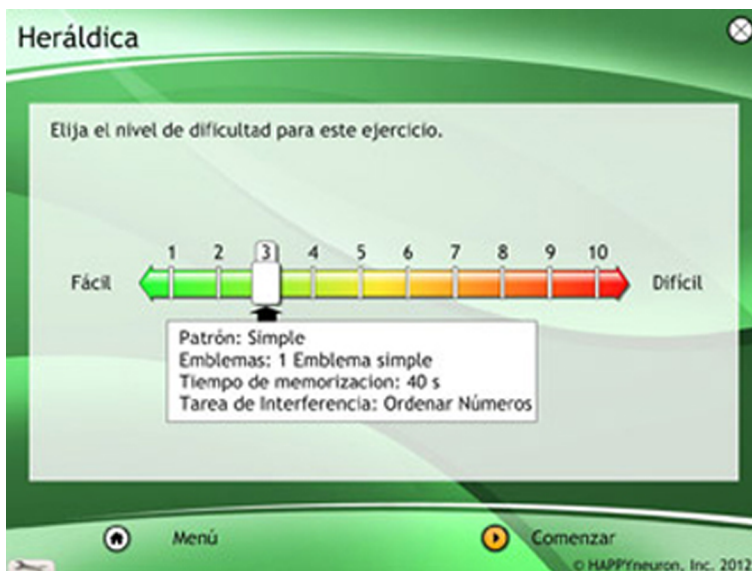 Heráldica
Elija el nivel de dificultad para este ejercicio.
1 2 3 4 5 6 7 8 9 10
Fácil Difícil
Patrón: Simple
Emblemas: 1 Emblema simple
Tiempo de memorizacion: 40 s
Tarea de Interferencia: Ordenar Números
Menú Comenzar
© HAPPYneuron, Inc. 2012